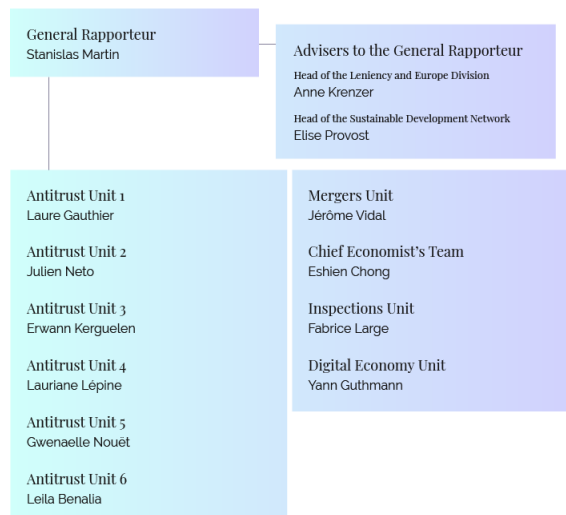 General Rapporteur
Stanislas Martin
Advisers to the General Rapporteur
Head of the Leniency and Europe Division
Anne Krenzer
Head of the Sustainable Development Network
Elise Provost
Antitrust Unit 1
Laure Gauthier
Antitrust Unit 2
Julien Neto
Antitrust Unit 3
Erwann Kerguelen
Antitrust Unit 4
Lauriane Lépine
Antitrust Unit 5
Gwenaelle Nouët
Antitrust Unit 6
Leila Benalia
Mergers Unit
Jérôme Vidal
Chief Economist’s Team
Eshien Chong
Inspections Unit
Fabrice Large
Digital Economy Unit
Yann Guthmann